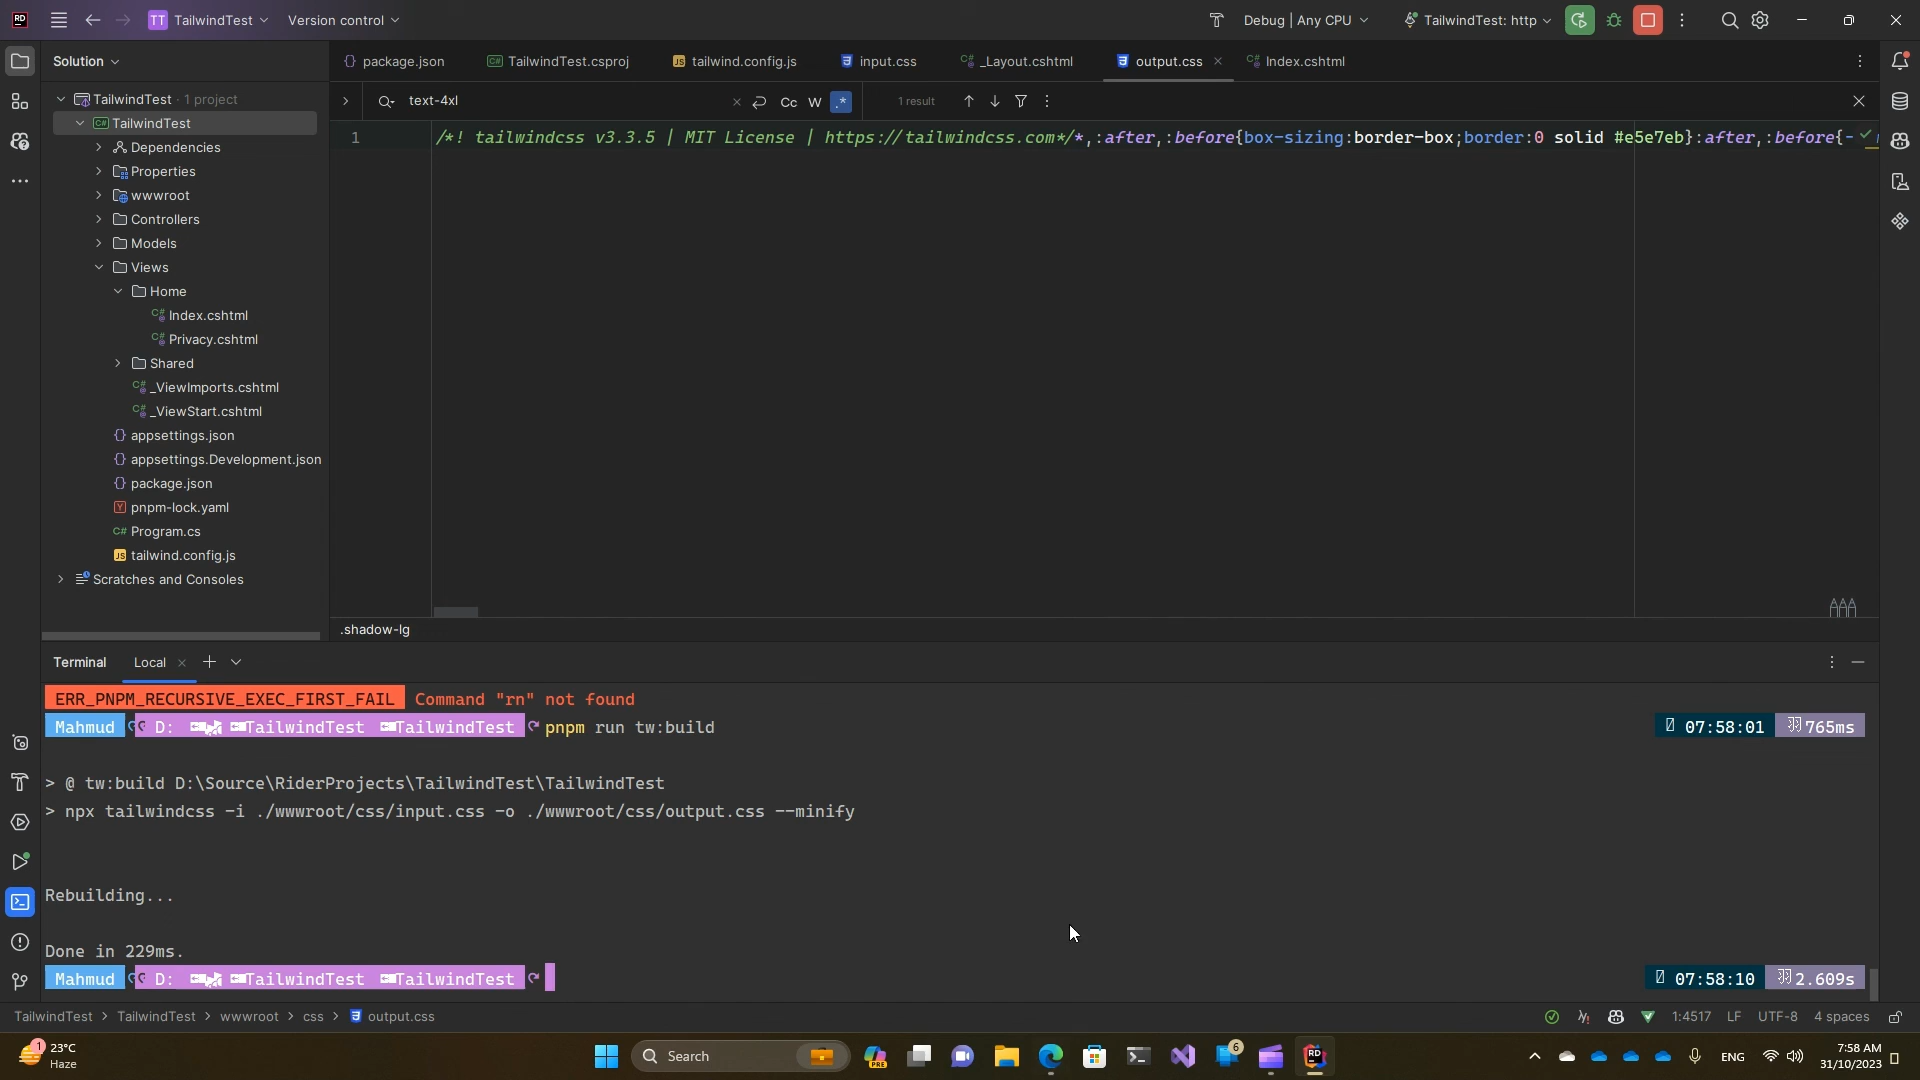 TT TailwindTest
Version control
Debug | Any CPU
TailwindTest: http
Solution
TailwindTest · 1 project
TailwindTest
Dependencies
Properties
wwwroot
Controllers
Models
Views
Home
Index.cshtml
Privacy.cshtml
Shared
_ViewImports.cshtml
_ViewStart.cshtml
appsettings.json
appsettings.Development.json
package.json
pnpm-lock.yaml
Program.cs
tailwind.config.js
Scratches and Consoles
package.json
TailwindTest.csproj
tailwind.config.js
input.css
_Layout.cshtml
output.css
Index.cshtml
text-4xl
Cc W .*
1 result
1 /*! tailwindcss v3.3.5 | MIT License | https://tailwindcss.com*/*,:after,:before{box-sizing:border-box;border:0 solid #e5e7eb}:after,:before{-
.shadow-lg
Terminal
Local
ERR_PNPM_RECURSIVE_EXEC_FIRST_FAIL Command "rn" not found
Mahmud D: TailwindTest TailwindTest pnpm run tw:build 07:58:01 765ms
> @ tw:build D:\Source\RiderProjects\TailwindTest\TailwindTest
> npx tailwindcss -i ./wwwroot/css/input.css -o ./wwwroot/css/output.css --minify
Rebuilding...
Done in 229ms.
Mahmud D: TailwindTest TailwindTest 07:58:10 2.609s
TailwindTest > TailwindTest > wwwroot > css > output.css
1:4517 LF UTF-8 4 spaces
1
23°C
Haze
Search
PRE
6
RD
ENG
7:58 AM
31/10/2023